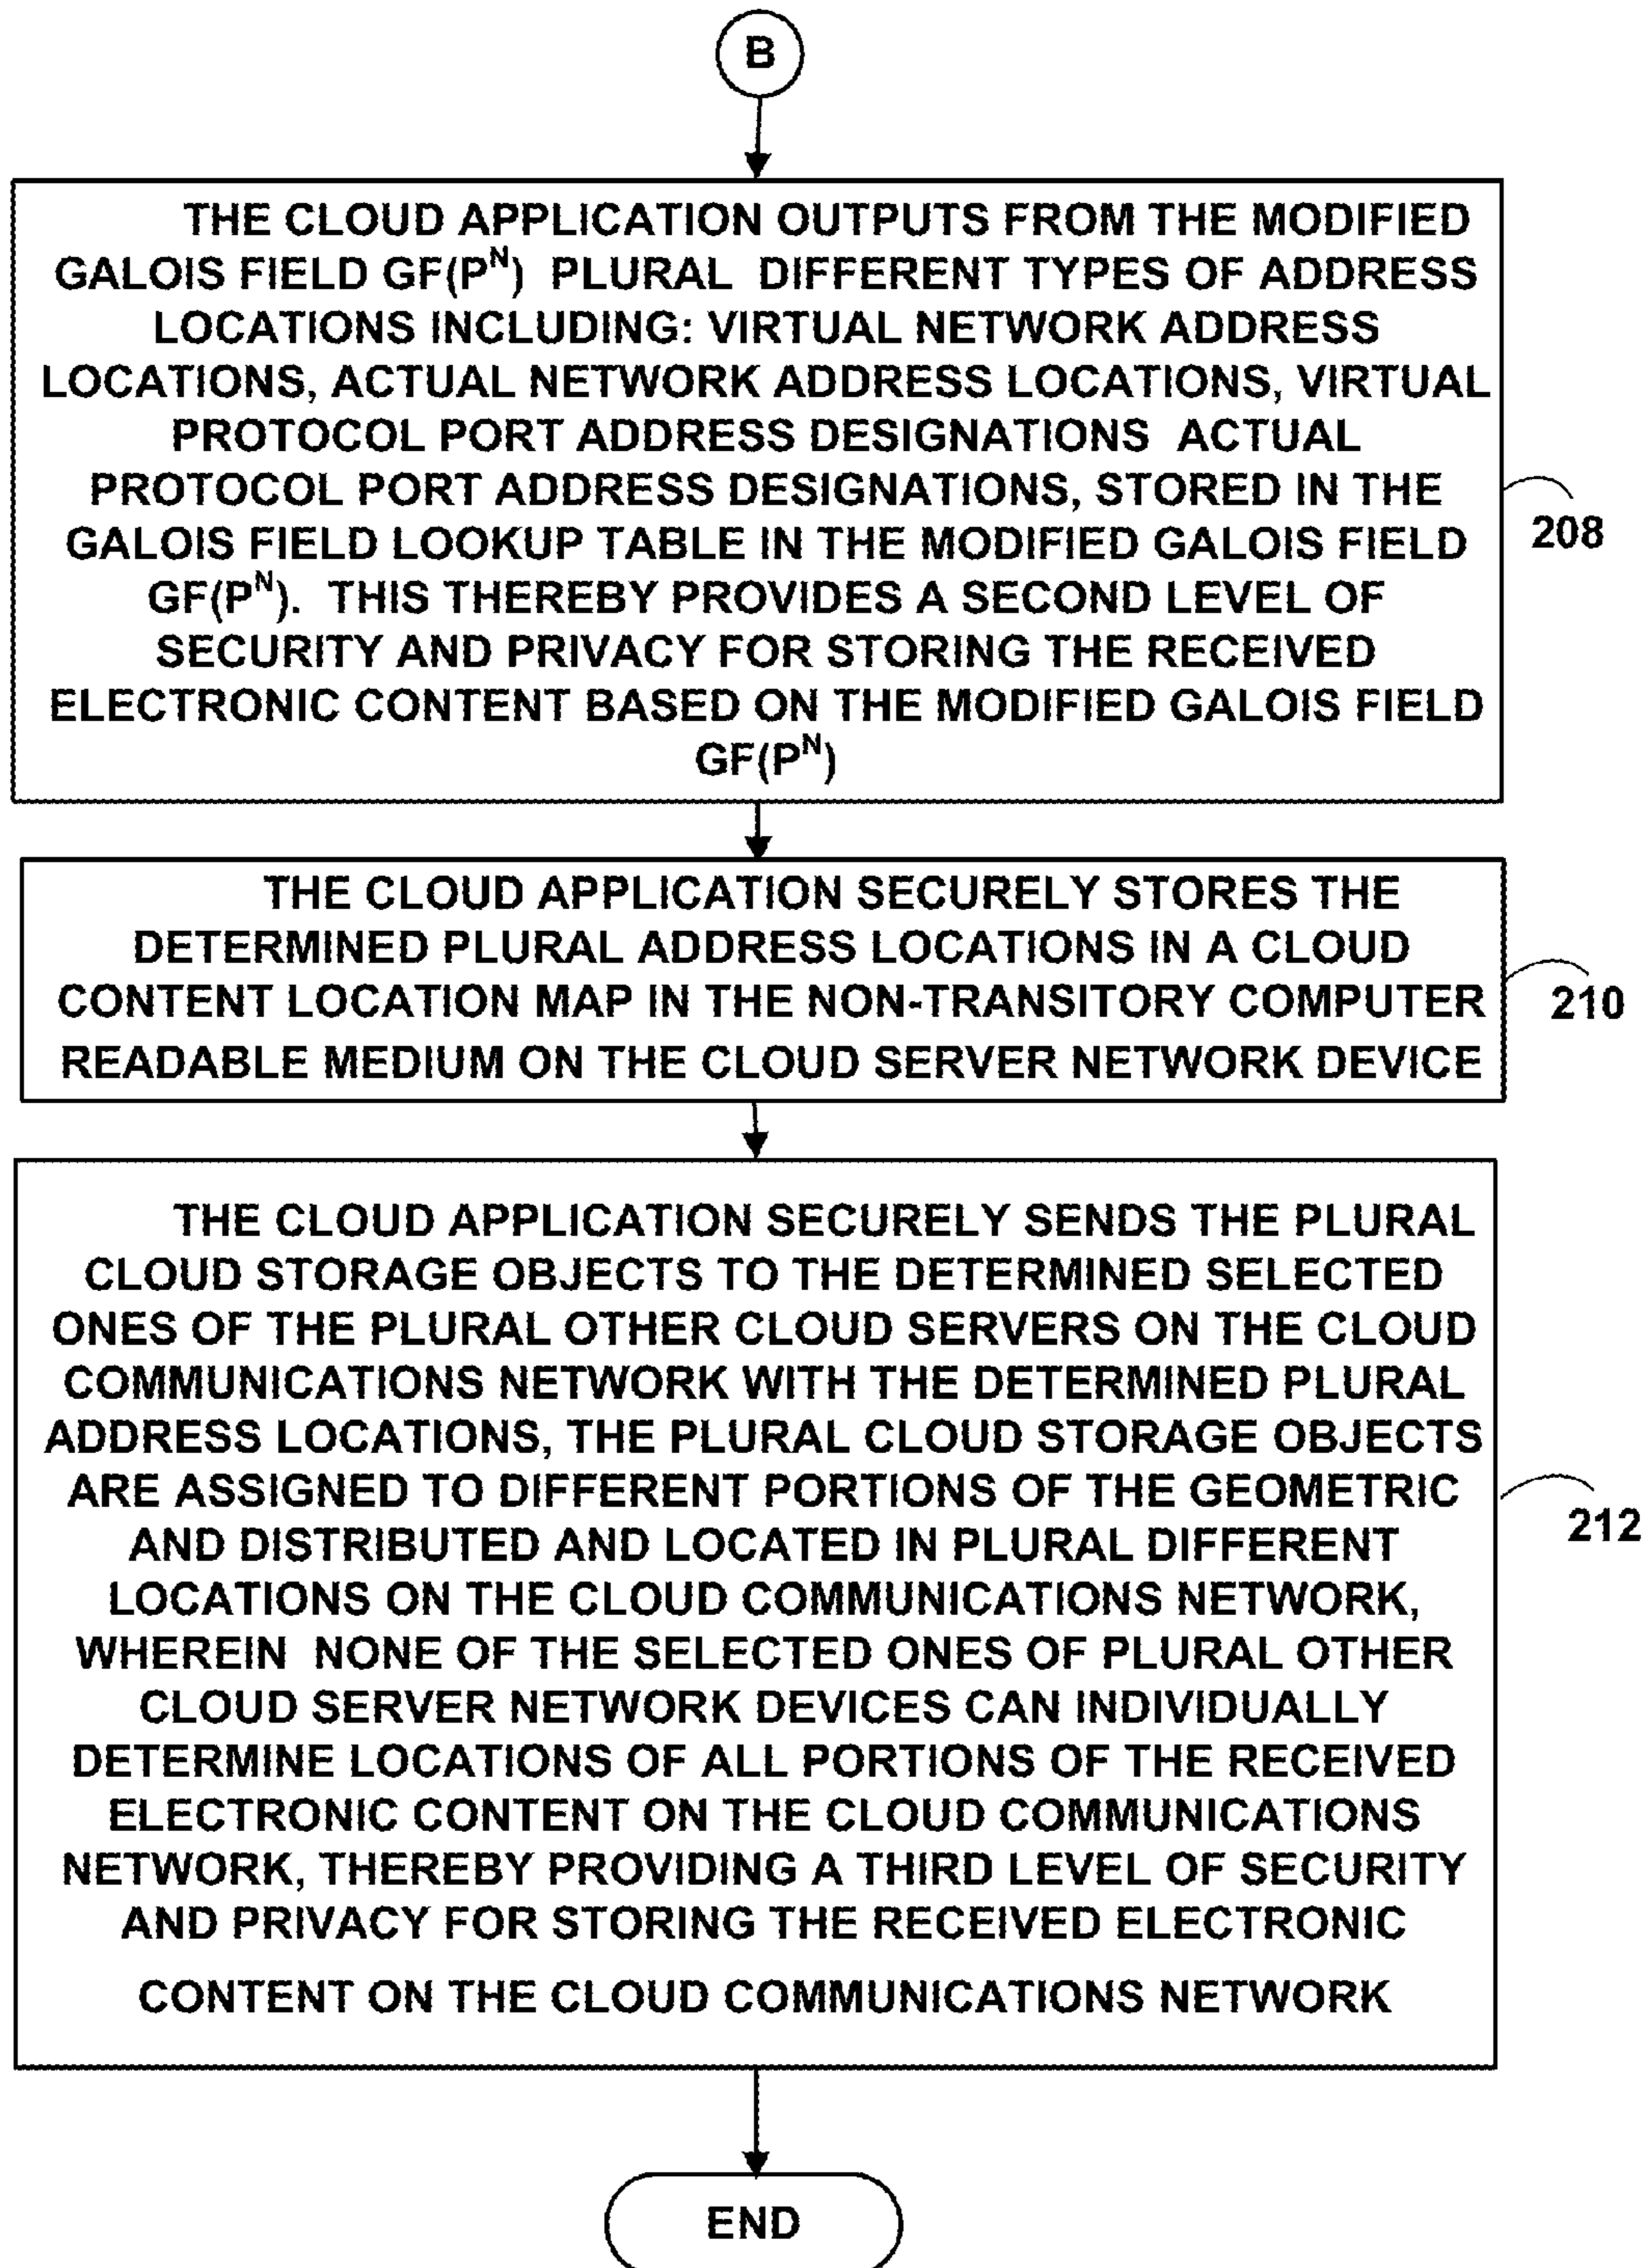 B
THE CLOUD APPLICATION OUTPUTS FROM THE MODIFIED
GALOIS FIELD GF(P^N) PLURAL DIFFERENT TYPES OF ADDRESS
LOCATIONS INCLUDING: VIRTUAL NETWORK ADDRESS
LOCATIONS, ACTUAL NETWORK ADDRESS LOCATIONS, VIRTUAL
PROTOCOL PORT ADDRESS DESIGNATIONS ACTUAL
PROTOCOL PORT ADDRESS DESIGNATIONS, STORED IN THE
GALOIS FIELD LOOKUP TABLE IN THE MODIFIED GALOIS FIELD
GF(P^N). THIS THEREBY PROVIDES A SECOND LEVEL OF
SECURITY AND PRIVACY FOR STORING THE RECEIVED
ELECTRONIC CONTENT BASED ON THE MODIFIED GALOIS FIELD
GF(P^N)
208
THE CLOUD APPLICATION SECURELY STORES THE
DETERMINED PLURAL ADDRESS LOCATIONS IN A CLOUD
CONTENT LOCATION MAP IN THE NON-TRANSITORY COMPUTER
READABLE MEDIUM ON THE CLOUD SERVER NETWORK DEVICE
210
THE CLOUD APPLICATION SECURELY SENDS THE PLURAL
CLOUD STORAGE OBJECTS TO THE DETERMINED SELECTED
ONES OF THE PLURAL OTHER CLOUD SERVERS ON THE CLOUD
COMMUNICATIONS NETWORK WITH THE DETERMINED PLURAL
ADDRESS LOCATIONS, THE PLURAL CLOUD STORAGE OBJECTS
ARE ASSIGNED TO DIFFERENT PORTIONS OF THE GEOMETRIC
AND DISTRIBUTED AND LOCATED IN PLURAL DIFFERENT
LOCATIONS ON THE CLOUD COMMUNICATIONS NETWORK,
WHEREIN NONE OF THE SELECTED ONES OF PLURAL OTHER
CLOUD SERVER NETWORK DEVICES CAN INDIVIDUALLY
DETERMINE LOCATIONS OF ALL PORTIONS OF THE RECEIVED
ELECTRONIC CONTENT ON THE CLOUD COMMUNICATIONS
NETWORK, THEREBY PROVIDING A THIRD LEVEL OF SECURITY
AND PRIVACY FOR STORING THE RECEIVED ELECTRONIC
CONTENT ON THE CLOUD COMMUNICATIONS NETWORK
212
END